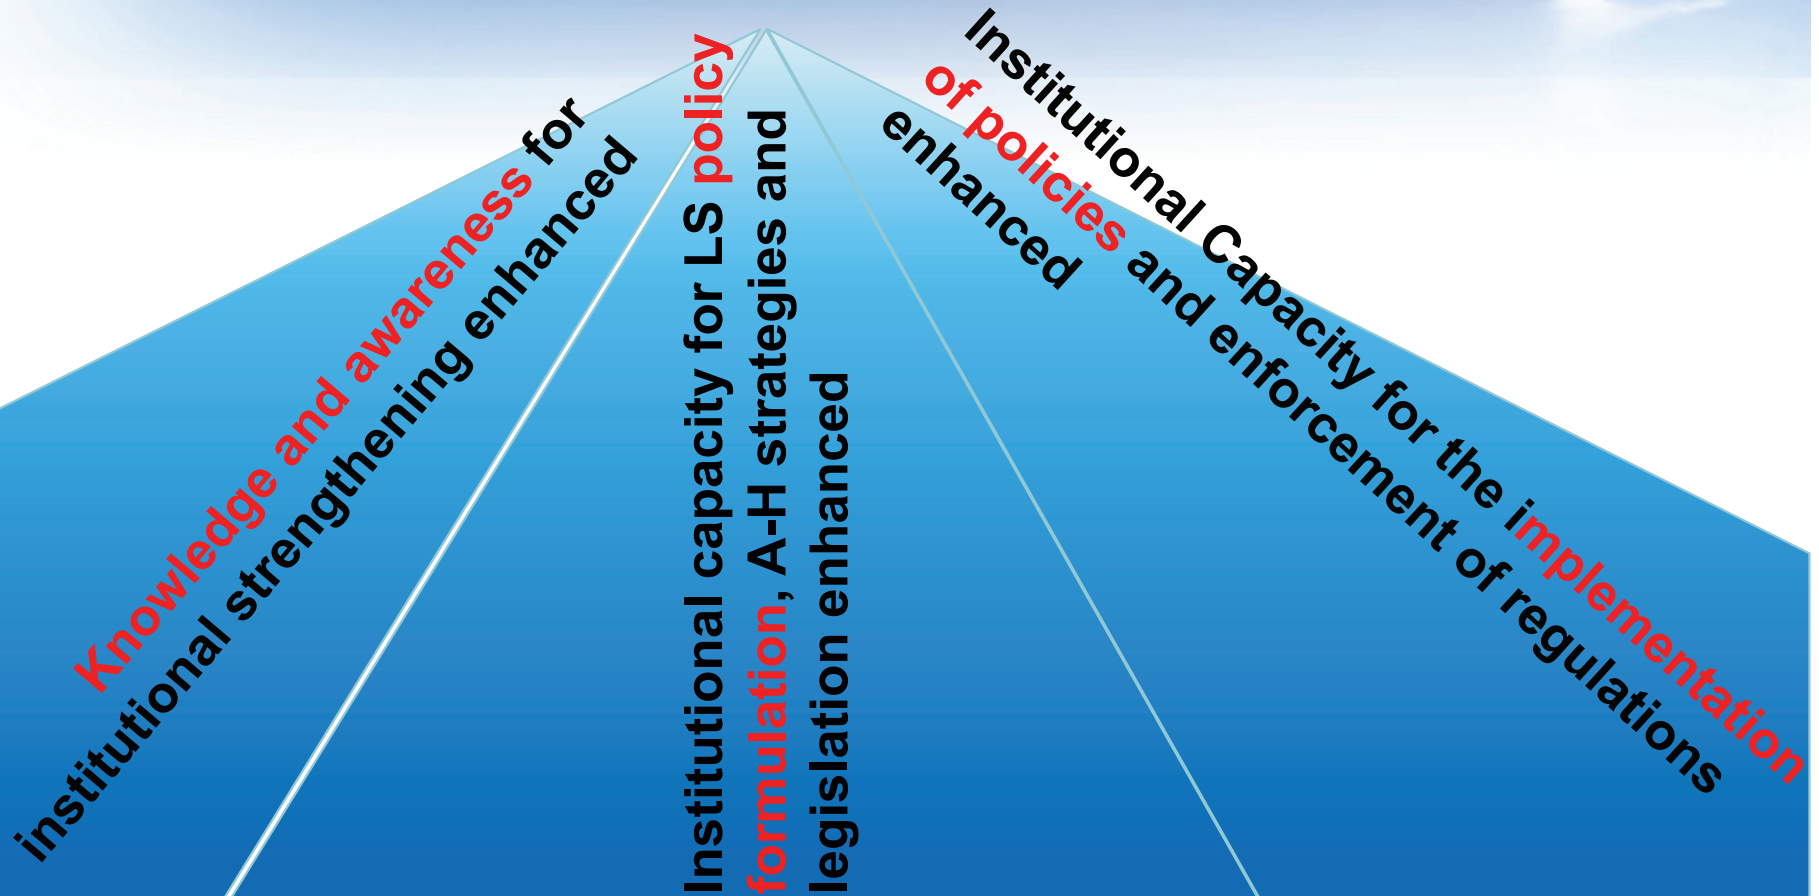 Knowledge and awareness for
institutional strengthening enhanced
Institutional capacity for LS policy
formulation, A-H strategies and
legislation enhanced
Institutional Capacity for the implementation
of policies and enforcement of regulations
enhanced